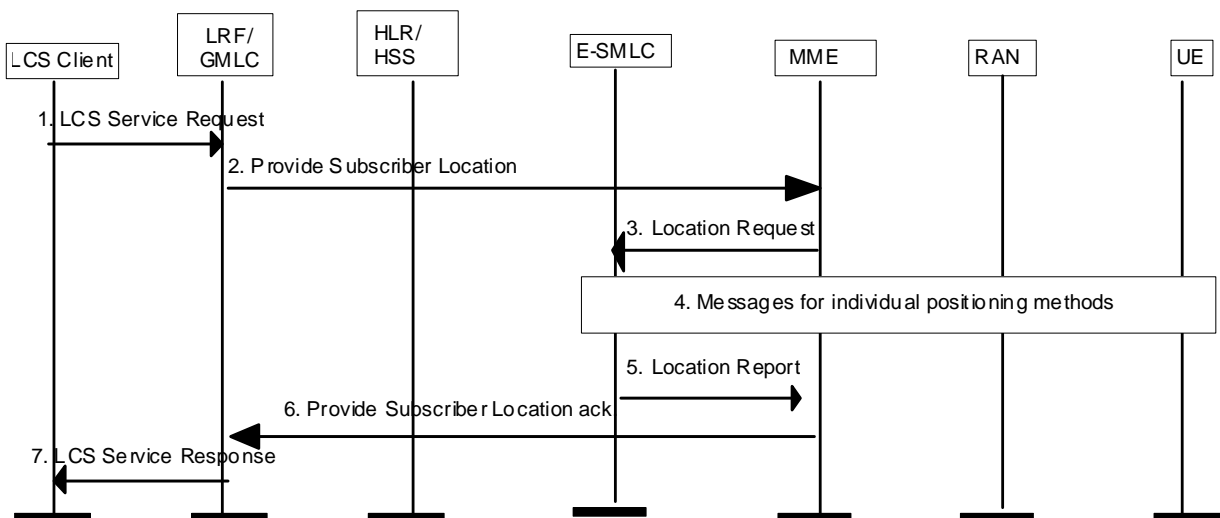 LCS Client
LRF/
GMLC
HLR/
HSS
E-SMLC
MME
RAN
UE
1. LCS Service Request
2. Provide Subscriber Location
3. Location Request
4. Messages for individual positioning methods
5. Location Report
6. Provide Subscriber Location ack
7. LCS Service Response